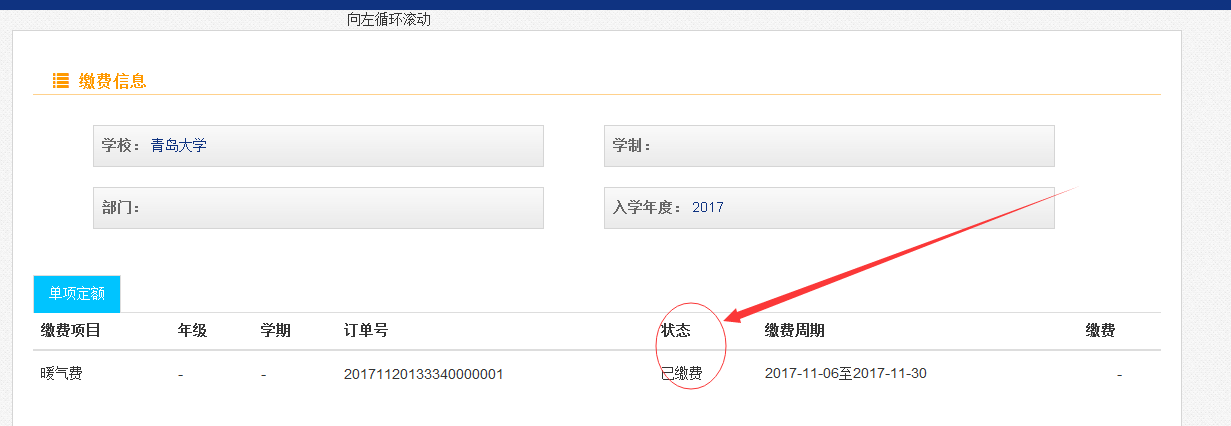 向左循环滚动
缴费信息
学校： 青岛大学
学制：
部门：
入学年度： 2017
单项定额
缴费项目 年级 学期 订单号 状态 缴费周期 缴费
暖气费 - - 20171120133340000001 已缴费 2017-11-06至2017-11-30 -